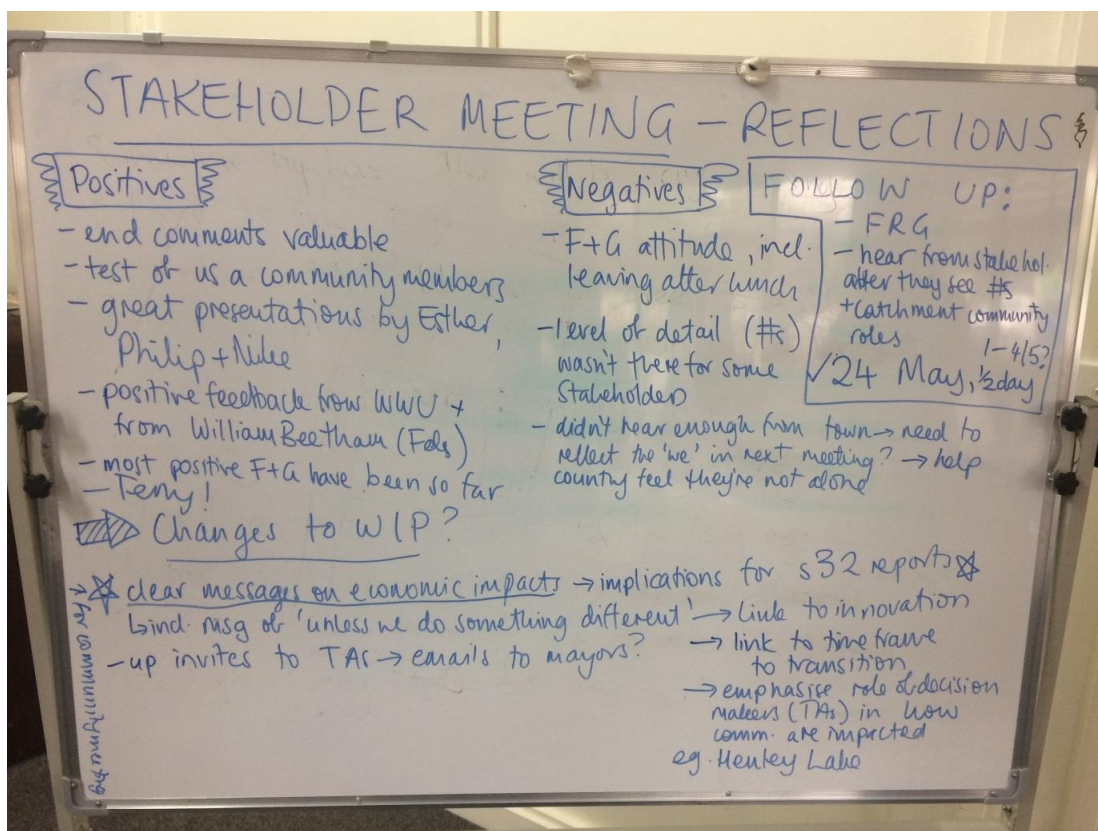 STAKEHOLDER MEETING - REFLECTIONS
Positives
- end comments valuable
- test of us a community members
- great presentations by Esther,
Philip + Mike
- positive feedback from WWU +
from William Beetham (Feds)
- most positive F+G have been so far
- Terry!
Negatives
- F+G attitude, incl.
leaving after lunch
- level of detail (#s)
wasn't there for some
stakeholders
- didn't hear enough from town → need to
reflect the 'we' in next meeting? → help
country feel they're not alone
FOLLOW UP:
- FRG
- hear from stakehol.
after they see #s
+ catchment community
roles
1-4/5?
√ 24 May, ½ day
Changes to WIP?
☆ clear messages on economic impacts → implications for s32 reports ☆
↳ incl. msg of 'unless we do something different' → Link to innovation
→ link to time frame
to transition
- up invites to TAs → emails to mayors?
→ emphasise role of decision
makers (TAs) in how
comm. are impacted
eg. Henley Lake
for community mtg